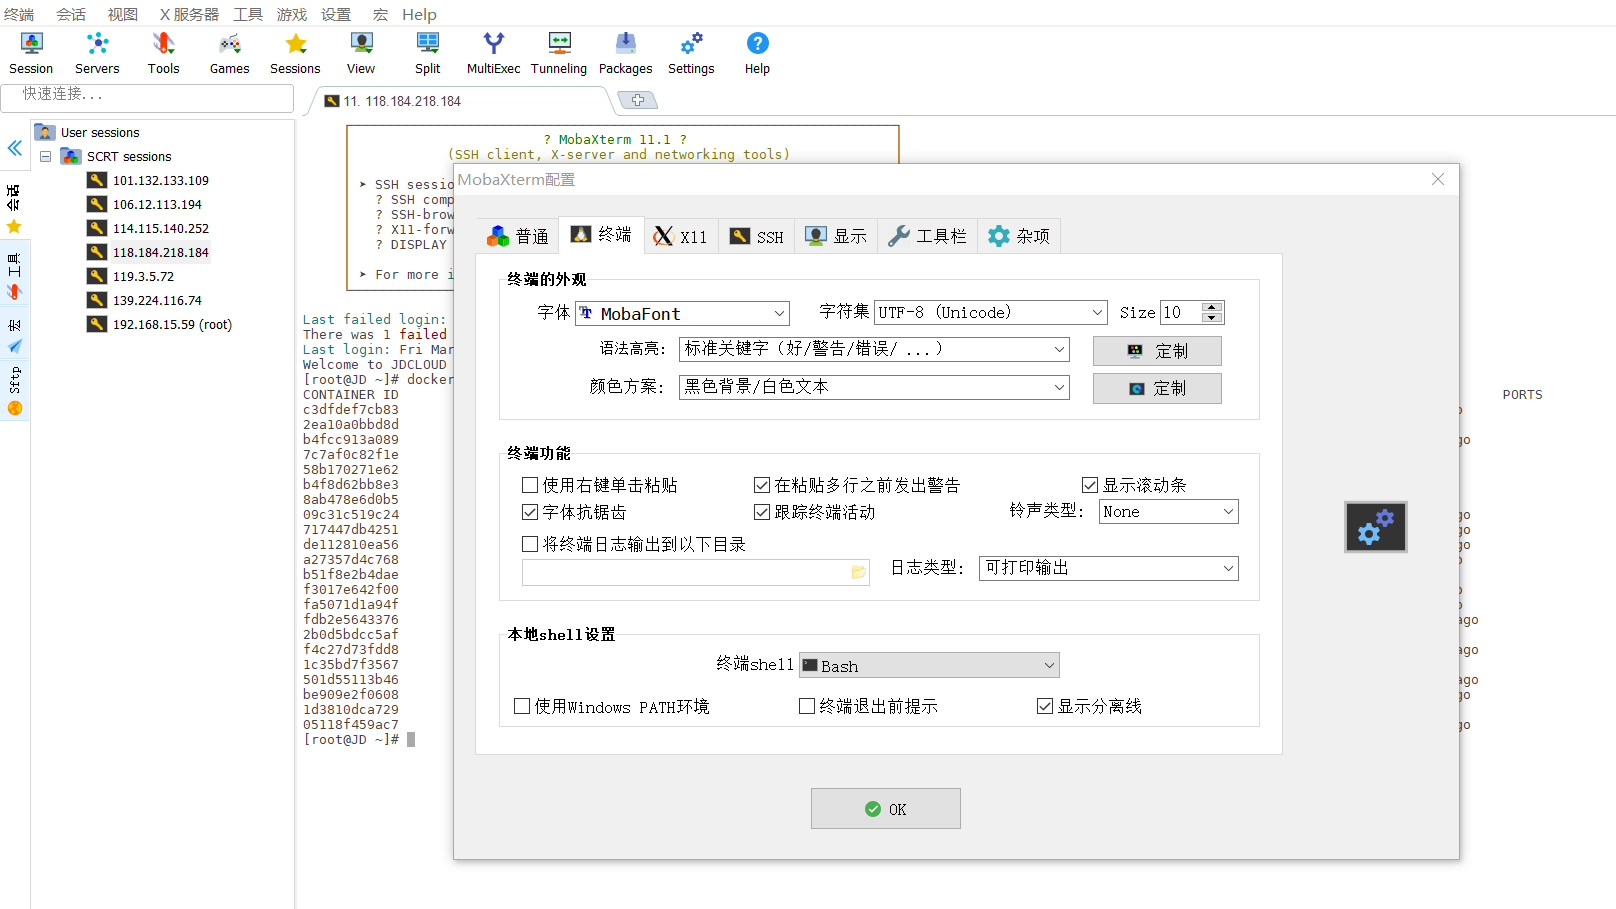 终端 会话 视图 X 服务器 工具 游戏 设置 宏 Help
Session Servers Tools Games Sessions View Split MultiExec Tunneling Packages Settings Help
快速连接...
11. 118.184.218.184
User sessions
SCRT sessions
101.132.133.109
106.12.113.194
114.115.140.252
118.184.218.184
119.3.5.72
139.224.116.74
192.168.15.59 (root)
会话
工具
宏
Sftp
? MobaXterm 11.1 ?
(SSH client, X-server and networking tools)
➤ SSH sessio
? SSH comp
? SSH-brow
? X11-forw
? DISPLAY
➤ For more i
Last failed login:
There was 1 failed
Last login: Fri Mar
Welcome to JDCLOUD
[root@JD ~]# docker
CONTAINER ID PORTS
c3dfdef7cb83
2ea10a0bbd8d
b4fcc913a089 go
7c7af0c82f1e
58b170271e62
b4f8d62bb8e3
8ab478e6d0b5
09c31c519c24 go
717447db4251 go
de112810ea56 go
a27357d4c768
b51f8e2b4dae
f3017e642f00
fa5071d1a94f
fdb2e5643376 ago
2b0d5bdcc5af
f4c27d73fdd8 ago
1c35bd7f3567
501d55113b46 ago
be909e2f0608 go
1d3810dca729
05118f459ac7 go
[root@JD ~]#
MobaXterm配置
普通 终端 X11 SSH 显示 工具栏 杂项
终端的外观
字体 MobaFont 字符集 UTF-8 (Unicode) Size 10
语法高亮: 标准关键字 (好/警告/错误/ ...) 定制
颜色方案: 黑色背景/白色文本 定制
终端功能
使用右键单击粘贴 在粘贴多行之前发出警告 显示滚动条
字体抗锯齿 跟踪终端活动 铃声类型: None
将终端日志输出到以下目录
日志类型: 可打印输出
本地shell设置
终端shell Bash
使用Windows PATH环境 终端退出前提示 显示分离线
OK